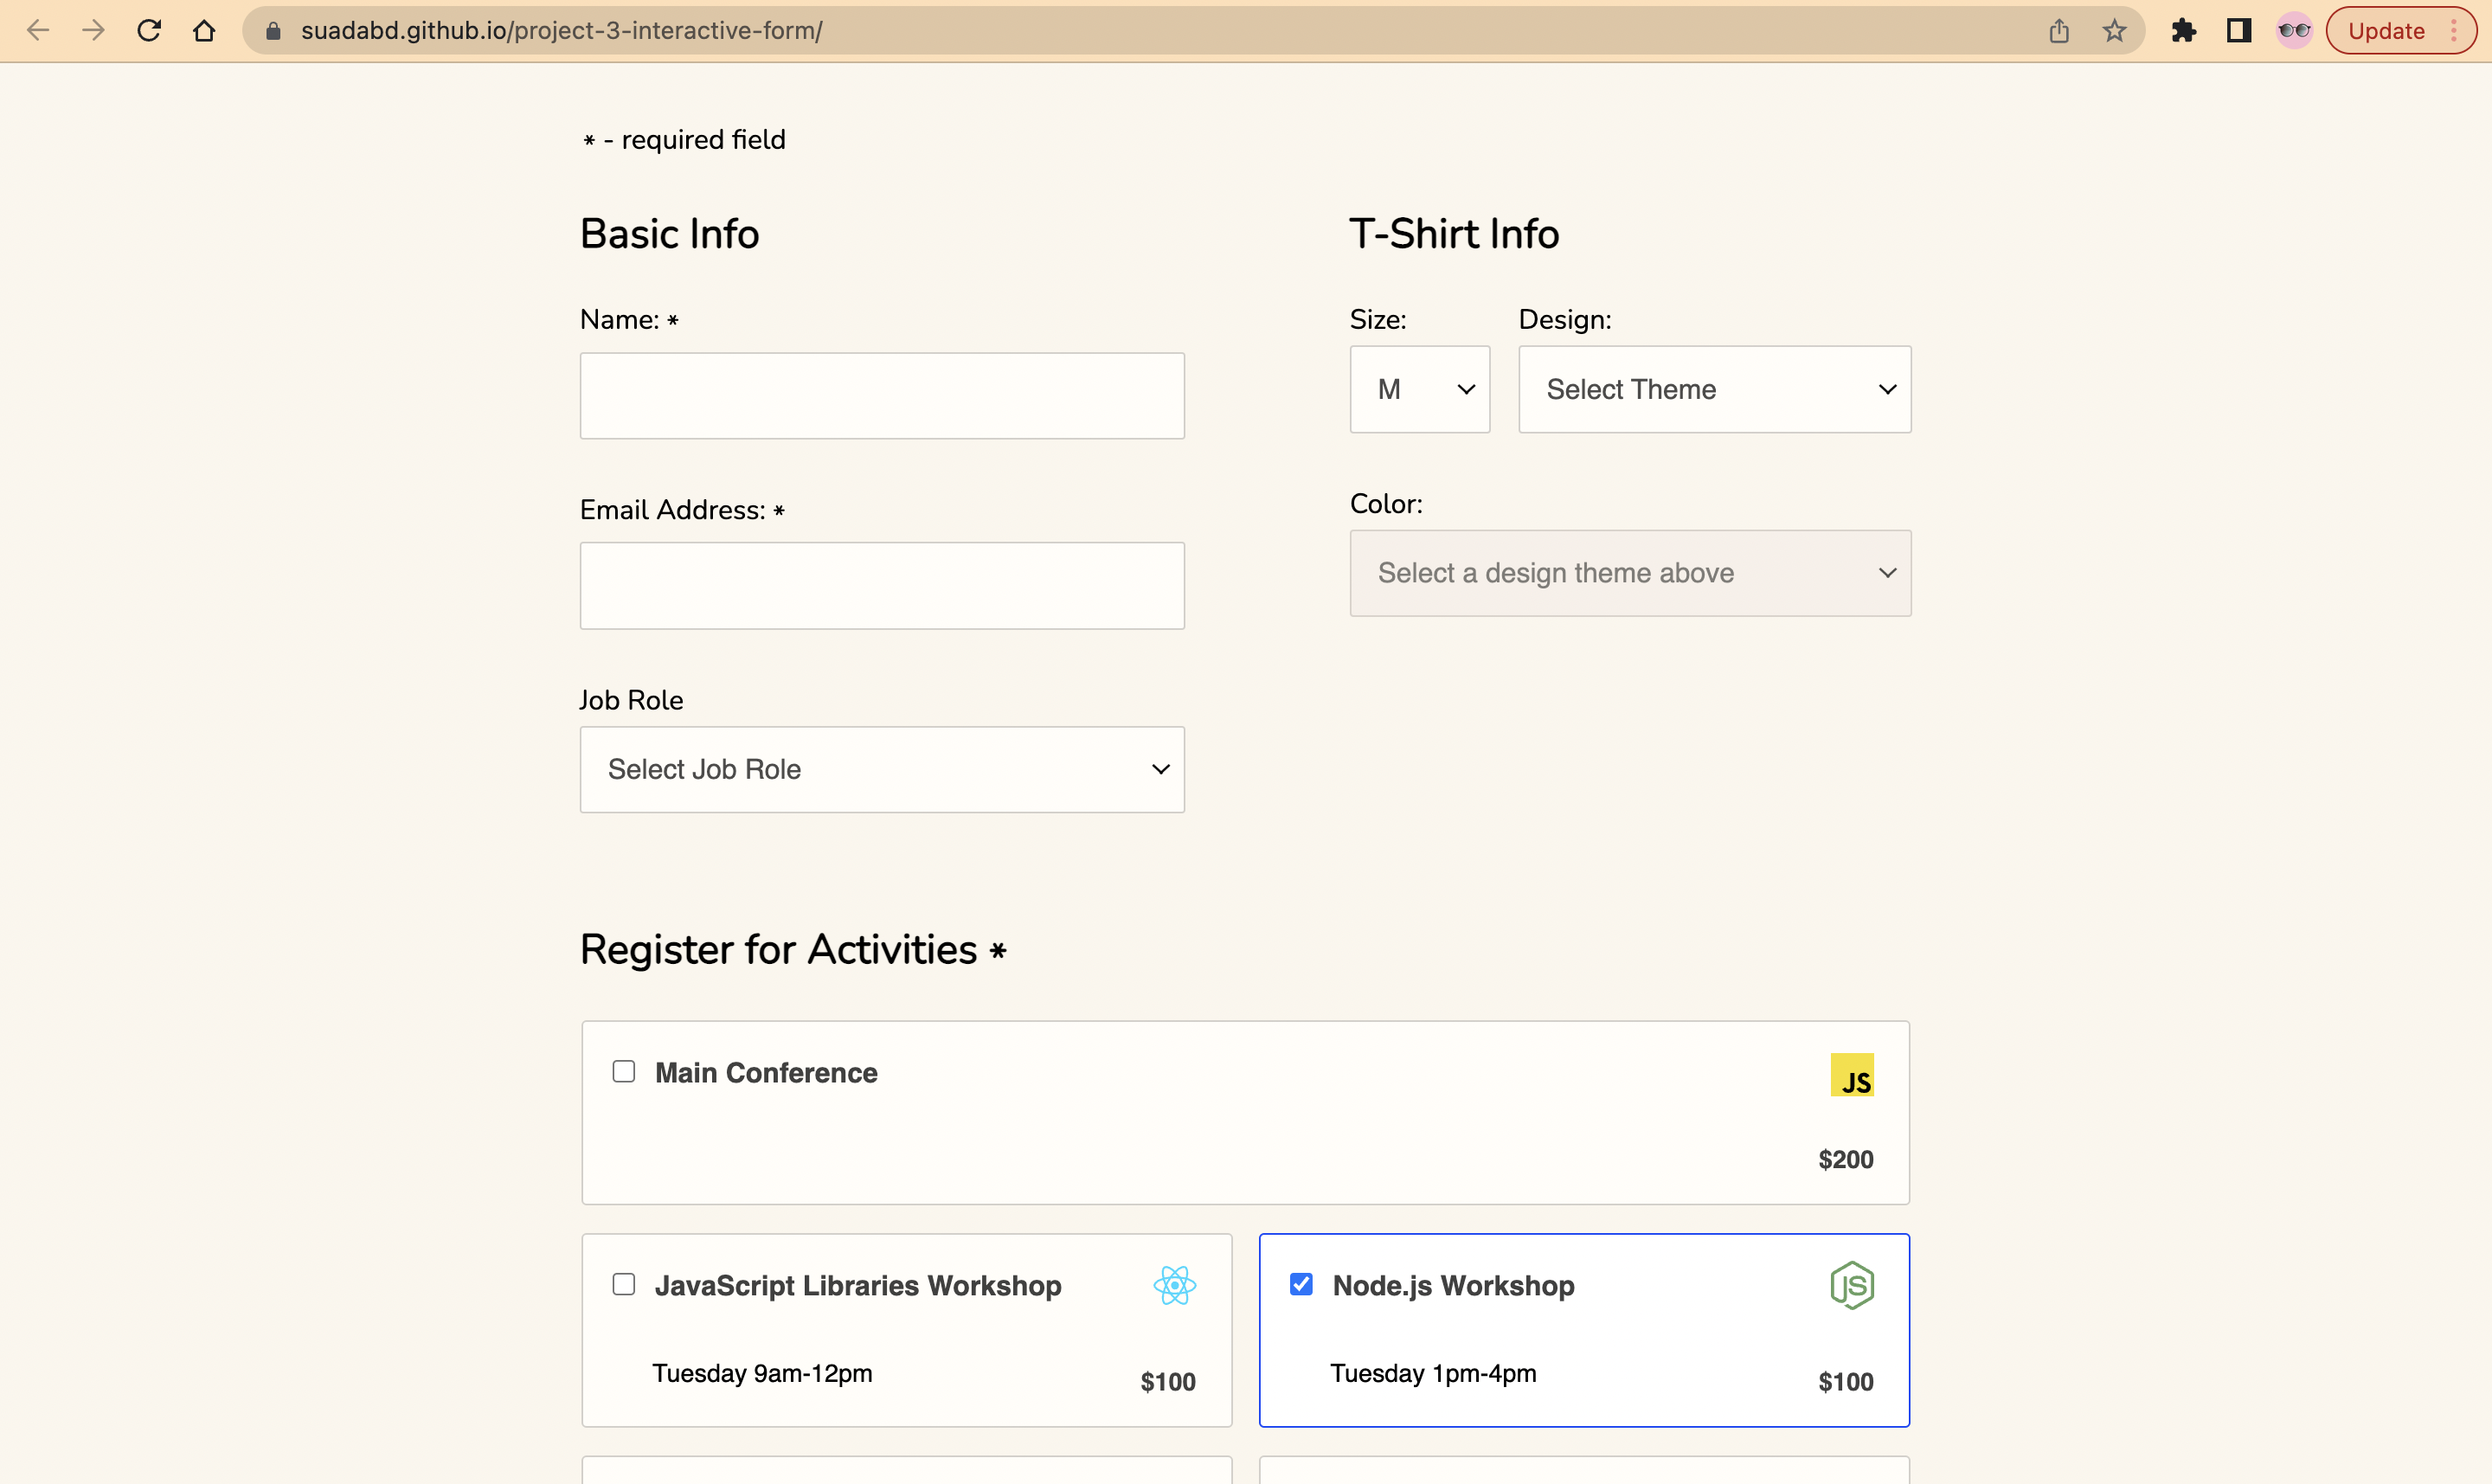 suadabd.github.io/project-3-interactive-form/
Update
* - required field
Basic Info
Name: *
Email Address: *
Job Role
Select Job Role
T-Shirt Info
Size:
Design:
M
Select Theme
Color:
Select a design theme above
Register for Activities *
Main Conference
JS
$200
JavaScript Libraries Workshop
Tuesday 9am-12pm
$100
Node.js Workshop
JS
Tuesday 1pm-4pm
$100